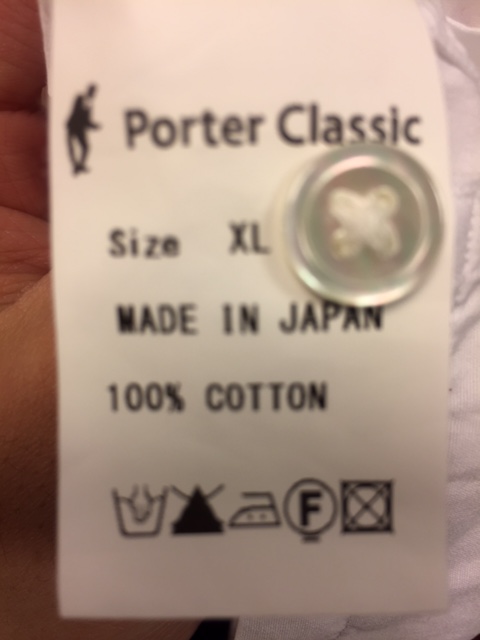 Porter Classic
Size XL
MADE IN JAPAN
100% COTTON
F